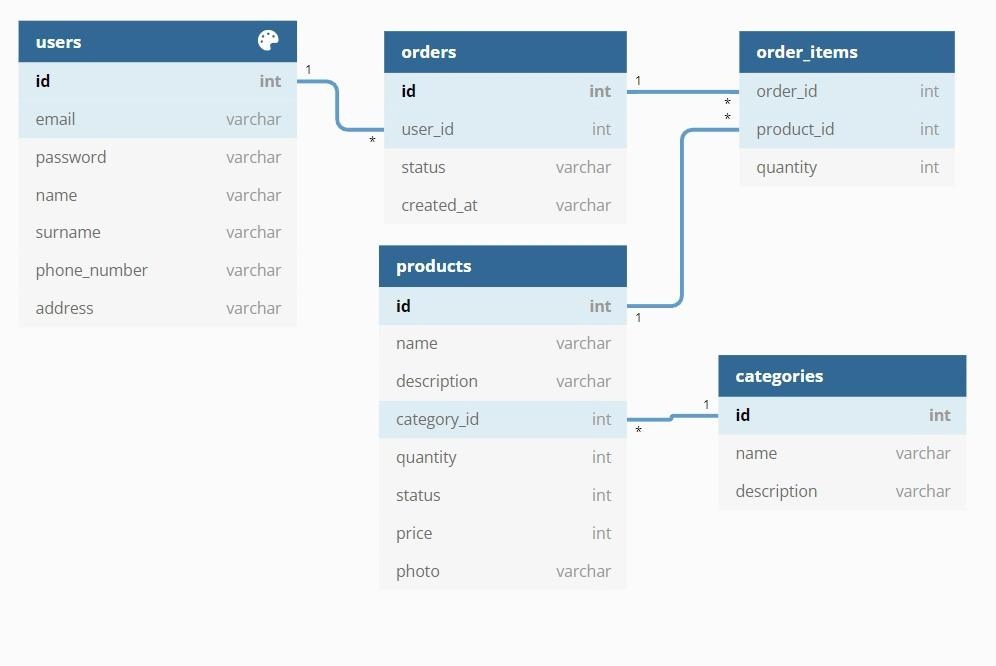 users
id int
email varchar
password varchar
name varchar
surname varchar
phone_number varchar
address varchar
1
*
orders
id int
user_id int
status varchar
created_at varchar
1
*
*
order_items
order_id int
product_id int
quantity int
products
id int
name varchar
description varchar
category_id int
quantity int
status int
price int
photo varchar
1
*
1
categories
id int
name varchar
description varchar